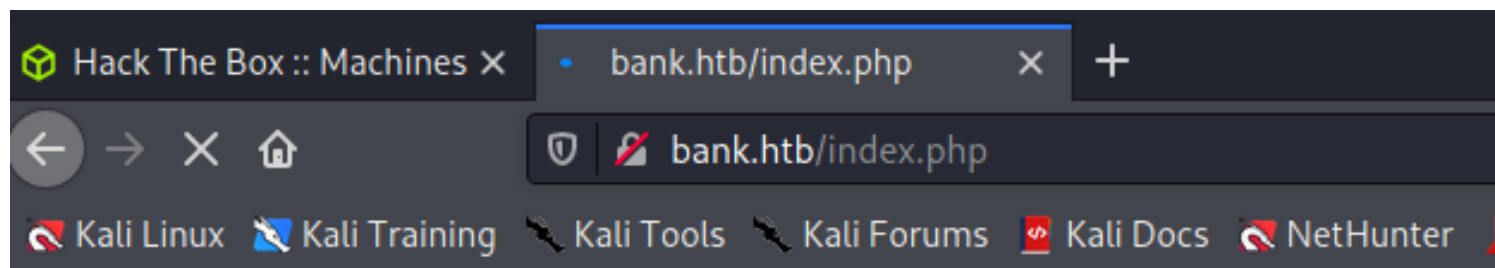 Hack The Box :: Machines
bank.htb/index.php
bank.htb/index.php
Kali Linux Kali Training Kali Tools Kali Forums Kali Docs NetHunter